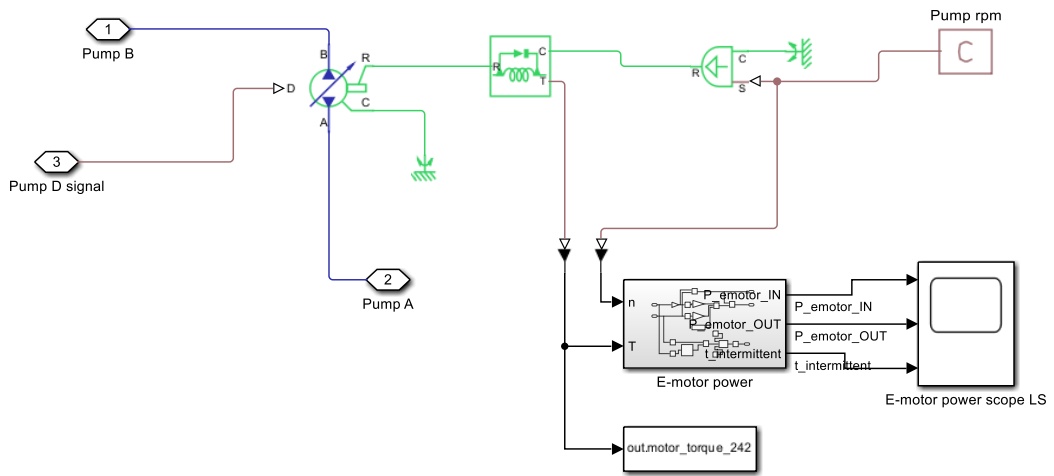 Pump rpm
1
Pump B
B
R
C
R
C
T
R
C
S
C
D
A
3
Pump D signal
2
Pump A
n
T
P_emotor_IN
P_emotor_OUT
t_intermittent
P_emotor_IN
P_emotor_OUT
t_intermittent
E-motor power
E-motor power scope LS
out.motor_torque_242